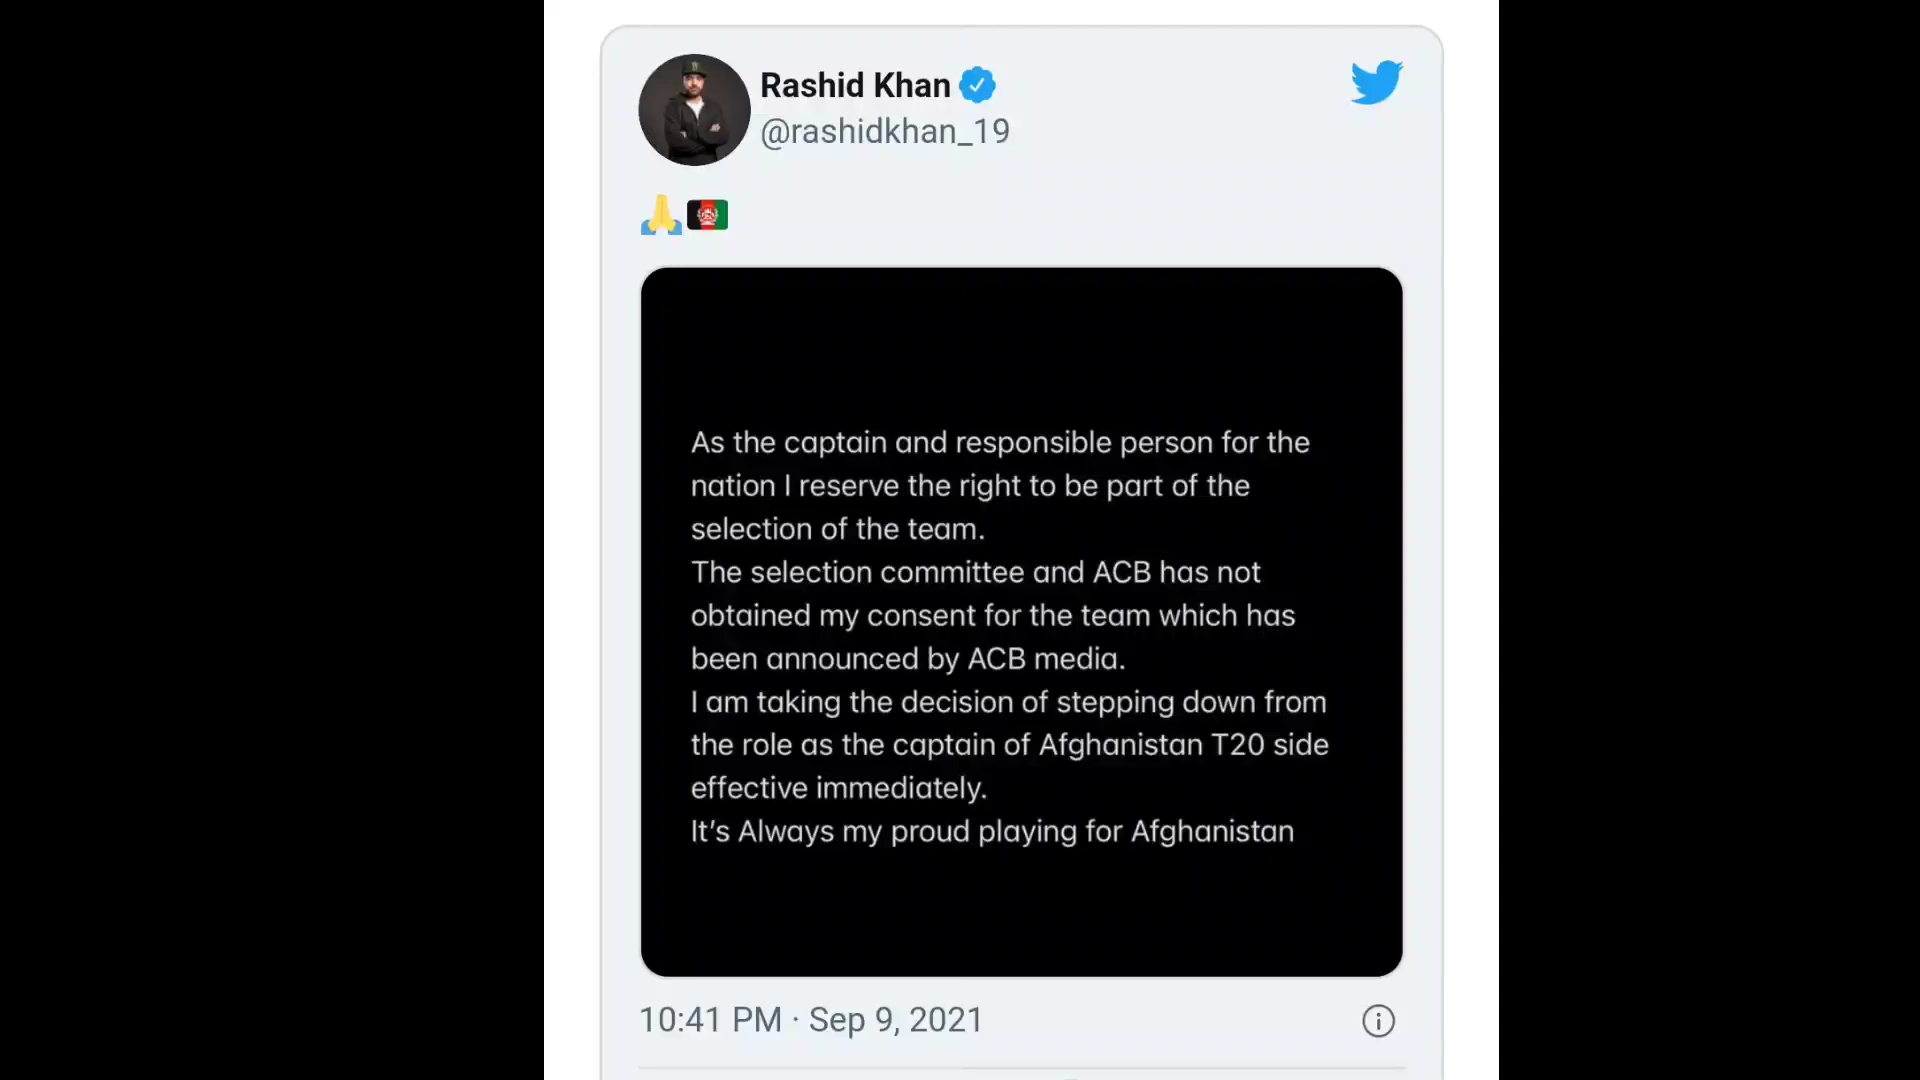 Rashid Khan
@rashidkhan_19
🙏🇦🇫
As the captain and responsible person for the
nation I reserve the right to be part of the
selection of the team.
The selection committee and ACB has not
obtained my consent for the team which has
been announced by ACB media.
I am taking the decision of stepping down from
the role as the captain of Afghanistan T20 side
effective immediately.
It’s Always my proud playing for Afghanistan
10:41 PM · Sep 9, 2021